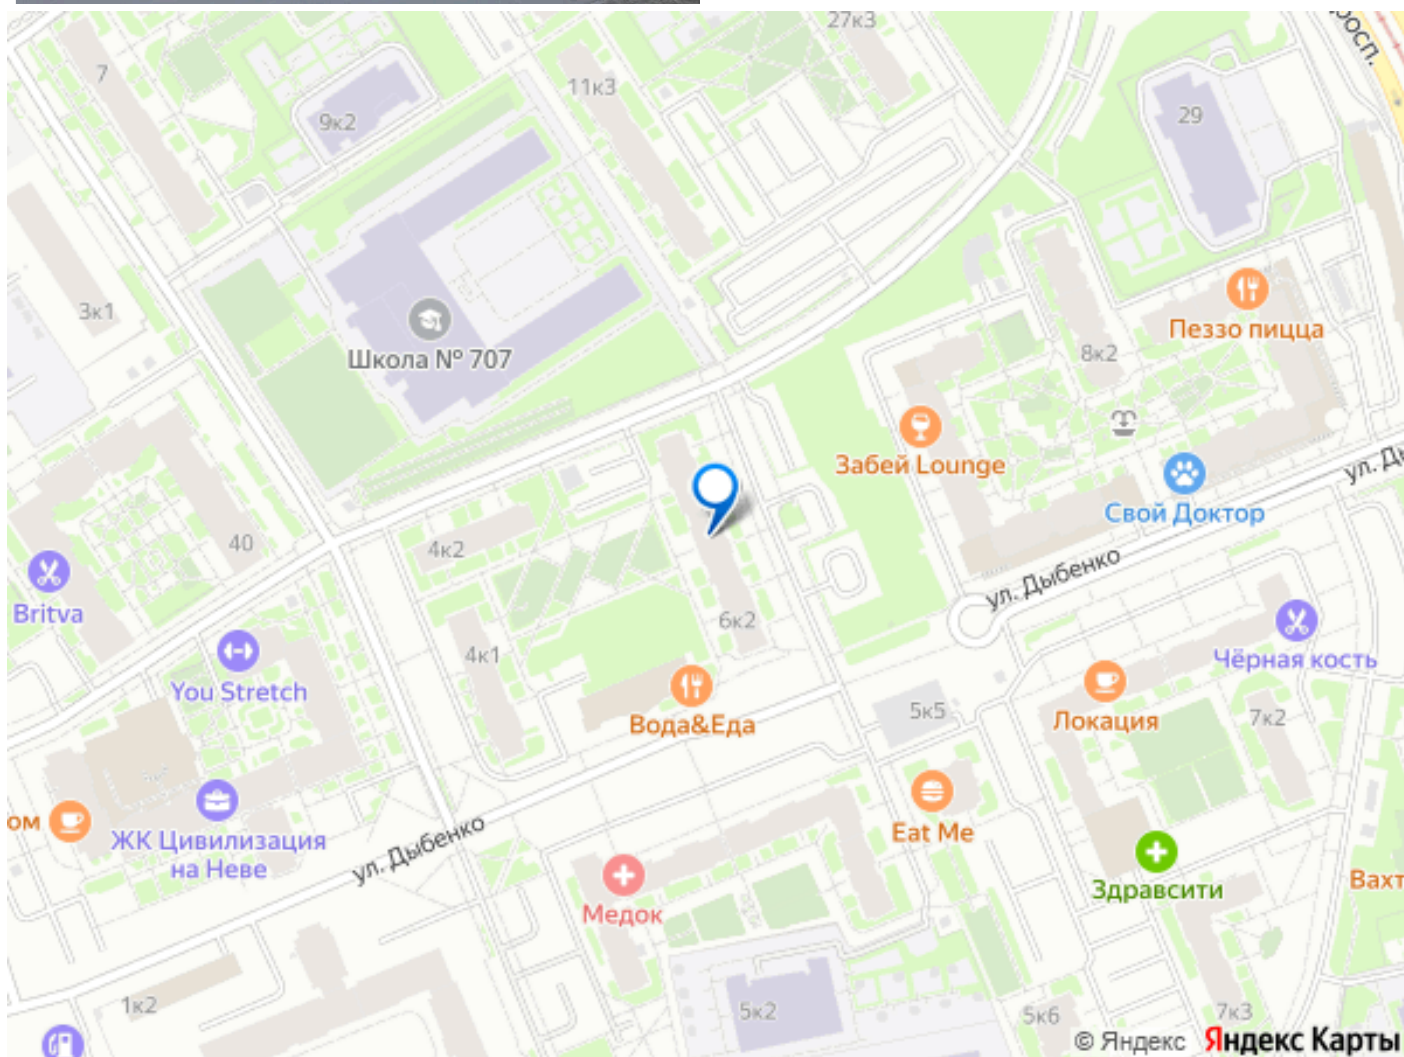 27к3
росп.
7
11к3
9к2
29
3к1
Школа № 707
Пеззо пицца
8к2
Забей Lounge
ул. Ды
Свой Доктор
40
4к2
ул. Дыбенко
Britva
6к2
4к1
Чёрная кость
You Stretch
Вода&Еда
5к5
Локация
7к2
ом
ЖК Цивилизация
на Неве
ул. Дыбенко
Eat Me
Медок
Здравсити
Вахт
1к2
5к2
5к6
7к3
© Яндекс Яндекс Карты